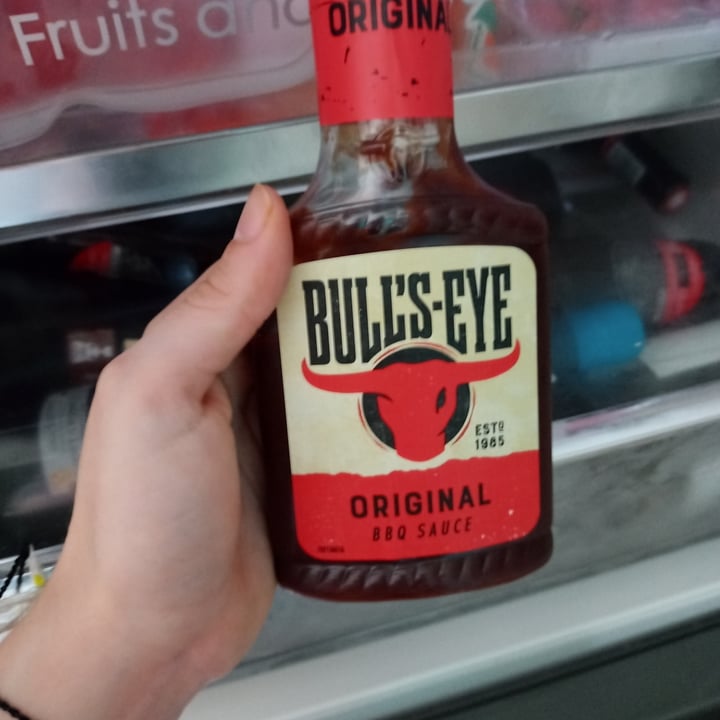 Fruits and
ORIGINAL
BULL'S-EYE
ESTD
1985
ORIGINAL
BBQ SAUCE